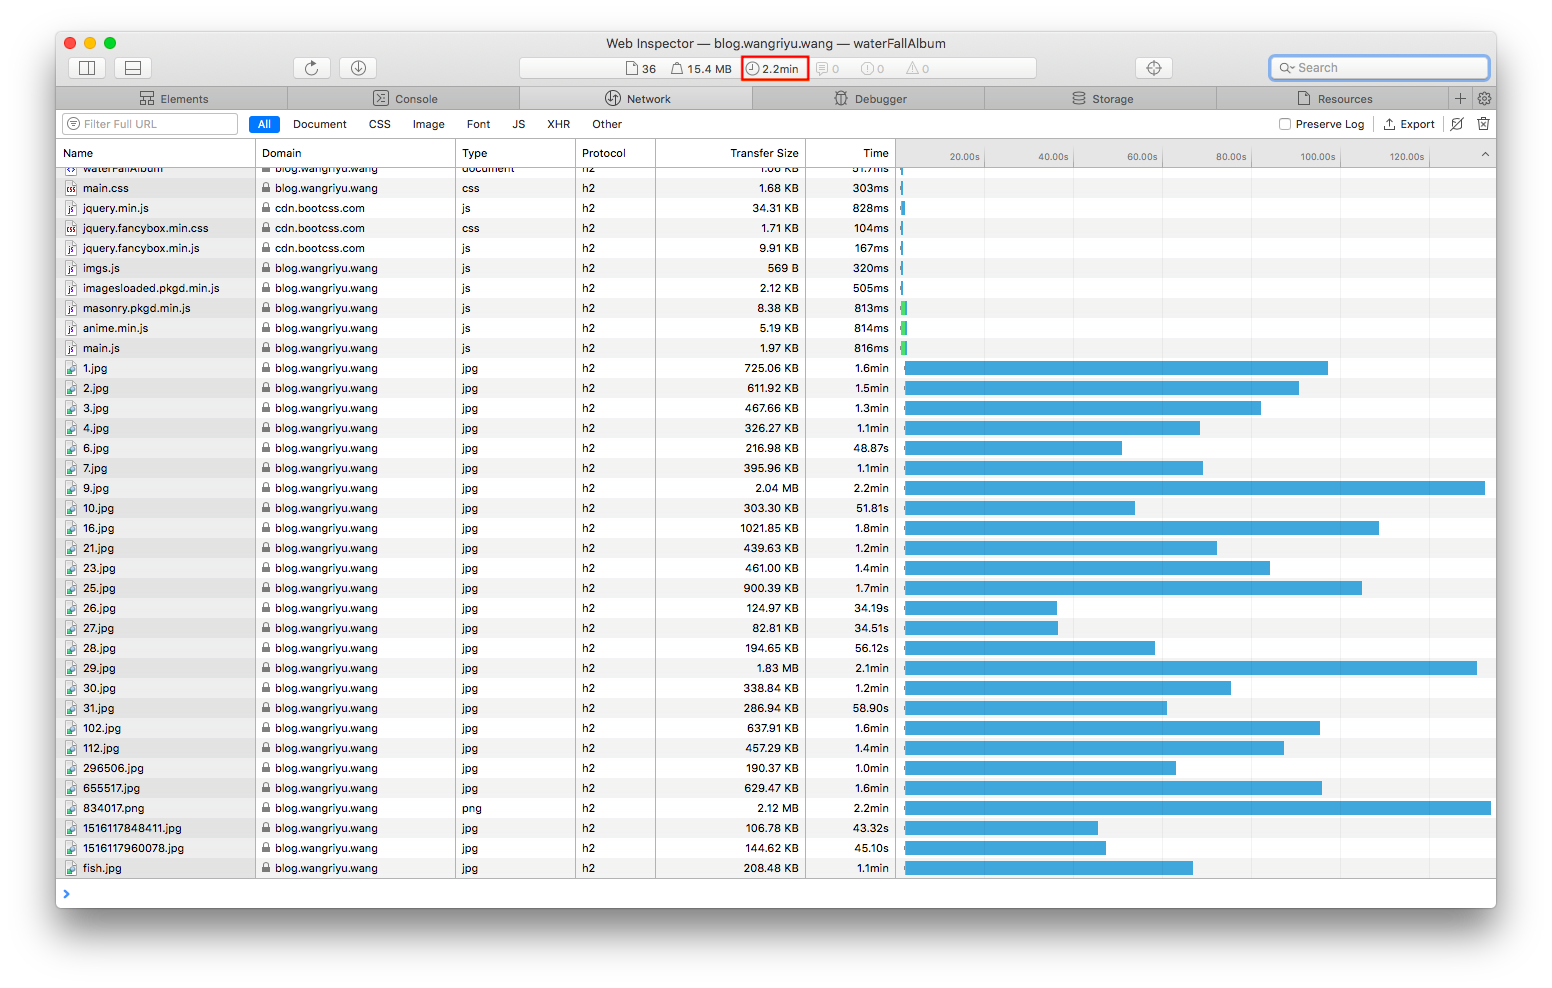 Web Inspector — blog.wangriyu.wang — waterFallAlbum
36 15.4 MB 2.2min 0 0 0 Search
Elements Console Network Debugger Storage Resources
Filter Full URL All Document CSS Image Font JS XHR Other Preserve Log Export
Name Domain Type Protocol Transfer Size Time 20.00s 40.00s 60.00s 80.00s 100.00s 120.00s
waterFallAlbum blog.wangriyu.wang document h2 1.06 KB 51.7ms
main.css blog.wangriyu.wang css h2 1.68 KB 303ms
jquery.min.js cdn.bootcss.com js h2 34.31 KB 828ms
jquery.fancybox.min.css cdn.bootcss.com css h2 1.71 KB 104ms
jquery.fancybox.min.js cdn.bootcss.com js h2 9.91 KB 167ms
imgs.js blog.wangriyu.wang js h2 569 B 320ms
imagesloaded.pkgd.min.js blog.wangriyu.wang js h2 2.12 KB 505ms
masonry.pkgd.min.js blog.wangriyu.wang js h2 8.38 KB 813ms
anime.min.js blog.wangriyu.wang js h2 5.19 KB 814ms
main.js blog.wangriyu.wang js h2 1.97 KB 816ms
1.jpg blog.wangriyu.wang jpg h2 725.06 KB 1.6min
2.jpg blog.wangriyu.wang jpg h2 611.92 KB 1.5min
3.jpg blog.wangriyu.wang jpg h2 467.66 KB 1.3min
4.jpg blog.wangriyu.wang jpg h2 326.27 KB 1.1min
6.jpg blog.wangriyu.wang jpg h2 216.98 KB 48.87s
7.jpg blog.wangriyu.wang jpg h2 395.96 KB 1.1min
9.jpg blog.wangriyu.wang jpg h2 2.04 MB 2.2min
10.jpg blog.wangriyu.wang jpg h2 303.30 KB 51.81s
16.jpg blog.wangriyu.wang jpg h2 1021.85 KB 1.8min
21.jpg blog.wangriyu.wang jpg h2 439.63 KB 1.2min
23.jpg blog.wangriyu.wang jpg h2 461.00 KB 1.4min
25.jpg blog.wangriyu.wang jpg h2 900.39 KB 1.7min
26.jpg blog.wangriyu.wang jpg h2 124.97 KB 34.19s
27.jpg blog.wangriyu.wang jpg h2 82.81 KB 34.51s
28.jpg blog.wangriyu.wang jpg h2 194.65 KB 56.12s
29.jpg blog.wangriyu.wang jpg h2 1.83 MB 2.1min
30.jpg blog.wangriyu.wang jpg h2 338.84 KB 1.2min
31.jpg blog.wangriyu.wang jpg h2 286.94 KB 58.90s
102.jpg blog.wangriyu.wang jpg h2 637.91 KB 1.6min
112.jpg blog.wangriyu.wang jpg h2 457.29 KB 1.4min
296506.jpg blog.wangriyu.wang jpg h2 190.37 KB 1.0min
655517.jpg blog.wangriyu.wang jpg h2 629.47 KB 1.6min
834017.png blog.wangriyu.wang png h2 2.12 MB 2.2min
1516117848411.jpg blog.wangriyu.wang jpg h2 106.78 KB 43.32s
1516117960078.jpg blog.wangriyu.wang jpg h2 144.62 KB 45.10s
fish.jpg blog.wangriyu.wang jpg h2 208.48 KB 1.1min